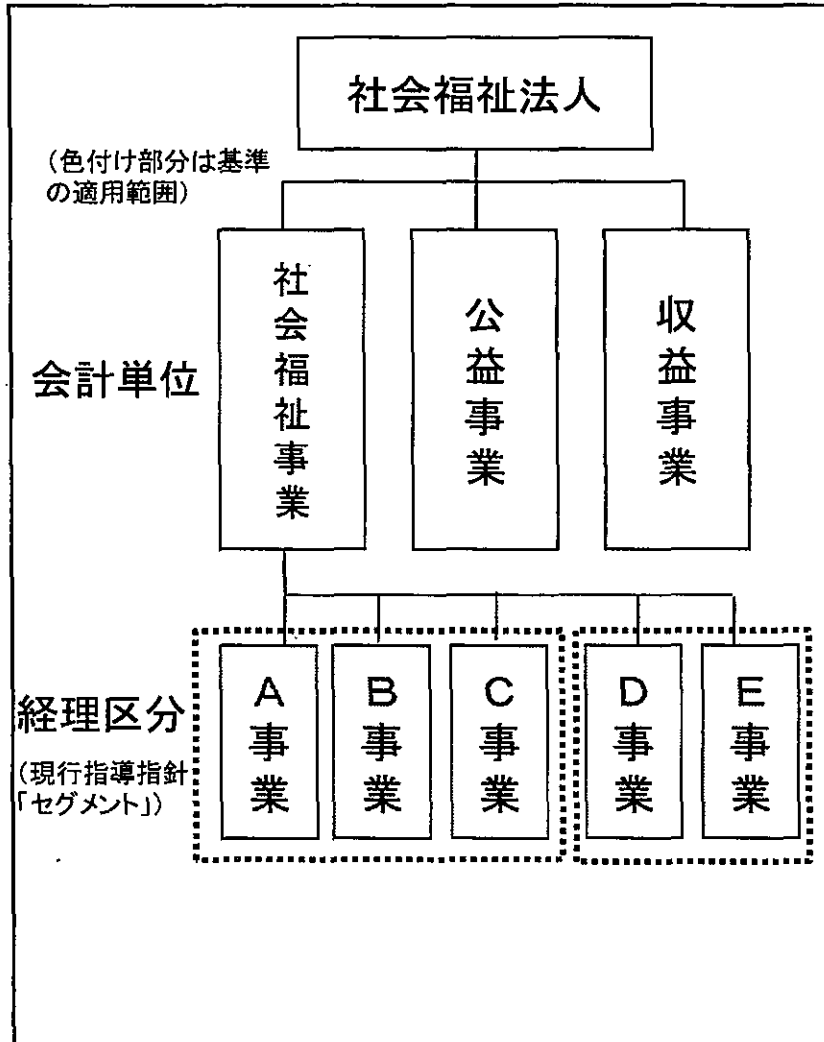 社会福祉法人
(色付け部分は基準
の適用範囲)
会計単位
社会福祉事業
公益事業
収益事業
経理区分
(現行指導指針
「セグメント」)
A事業
B事業
C事業
D事業
E事業